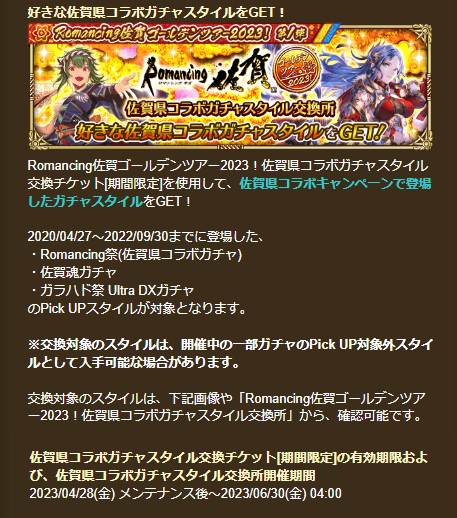 好きな佐賀県コラボガチャスタイルをGET！
Romancing佐賀 ゴールデンツアー2023! 第1弾
Romancing 佐賀
ロマンシング サガ
ゴールデンツアー2023!
佐賀県コラボガチャスタイル交換所
好きな佐賀県コラボガチャスタイルをGET!
Romancing佐賀ゴールデンツアー2023！佐賀県コラボガチャスタイル
交換チケット[期間限定]を使用して、佐賀県コラボキャンペーンで登場
したガチャスタイルをGET！
2020/04/27～2022/09/30までに登場した、
・Romancing祭(佐賀県コラボガチャ)
・佐賀魂ガチャ
・ガラハド祭 Ultra DXガチャ
のPick UPスタイルが対象となります。
※交換対象のスタイルは、開催中の一部ガチャのPick UP対象外スタイ
ルとして入手可能な場合があります。
交換対象のスタイルは、下記画像や「Romancing佐賀ゴールデンツア
ー2023！佐賀県コラボガチャスタイル交換所」から、確認可能です。
佐賀県コラボガチャスタイル交換チケット[期間限定]の有効期限およ
び、佐賀県コラボガチャスタイル交換所開催期間
2023/04/28(金) メンテナンス後～2023/06/30(金) 04:00